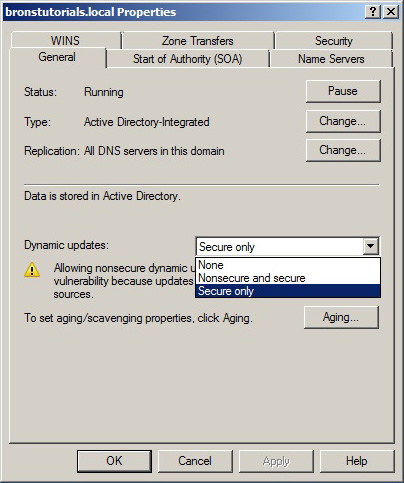 bronstutorials.local Properties
WINS Zone Transfers Security
General Start of Authority (SOA) Name Servers
Status: Running Pause
Type: Active Directory-Integrated Change...
Replication: All DNS servers in this domain Change...
Data is stored in Active Directory.
Dynamic updates: Secure only
None
Nonsecure and secure
Secure only
Allowing nonsecure dynamic u
vulnerability because updates
sources.
To set aging/scavenging properties, click Aging. Aging...
OK Cancel Apply Help